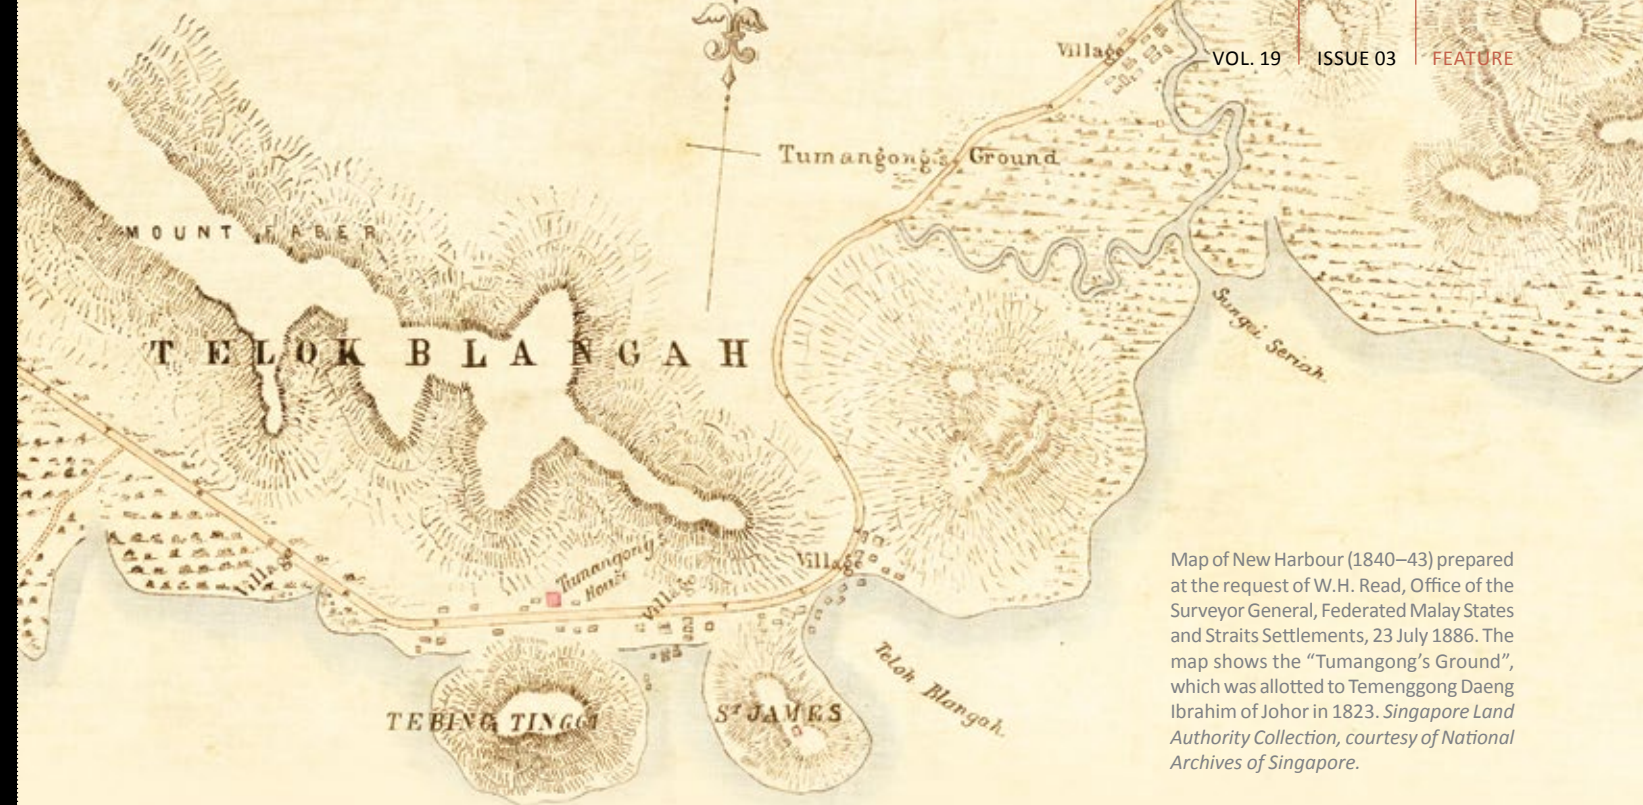 VOL. 19
ISSUE 03
FEATURE
Village
Tumangong's Ground
MOUNT FABER
Sungei Seriah
TELOK BLANGAH
Tumangong's
House
Village
Village
Village
Telok Blangah
TEBING TINGGI
St JAMES
Map of New Harbour (1840–43) prepared
at the request of W.H. Read, Office of the
Surveyor General, Federated Malay States
and Straits Settlements, 23 July 1886. The
map shows the “Tumangong’s Ground”,
which was allotted to Temenggong Daeng
Ibrahim of Johor in 1823. Singapore Land
Authority Collection, courtesy of National
Archives of Singapore.